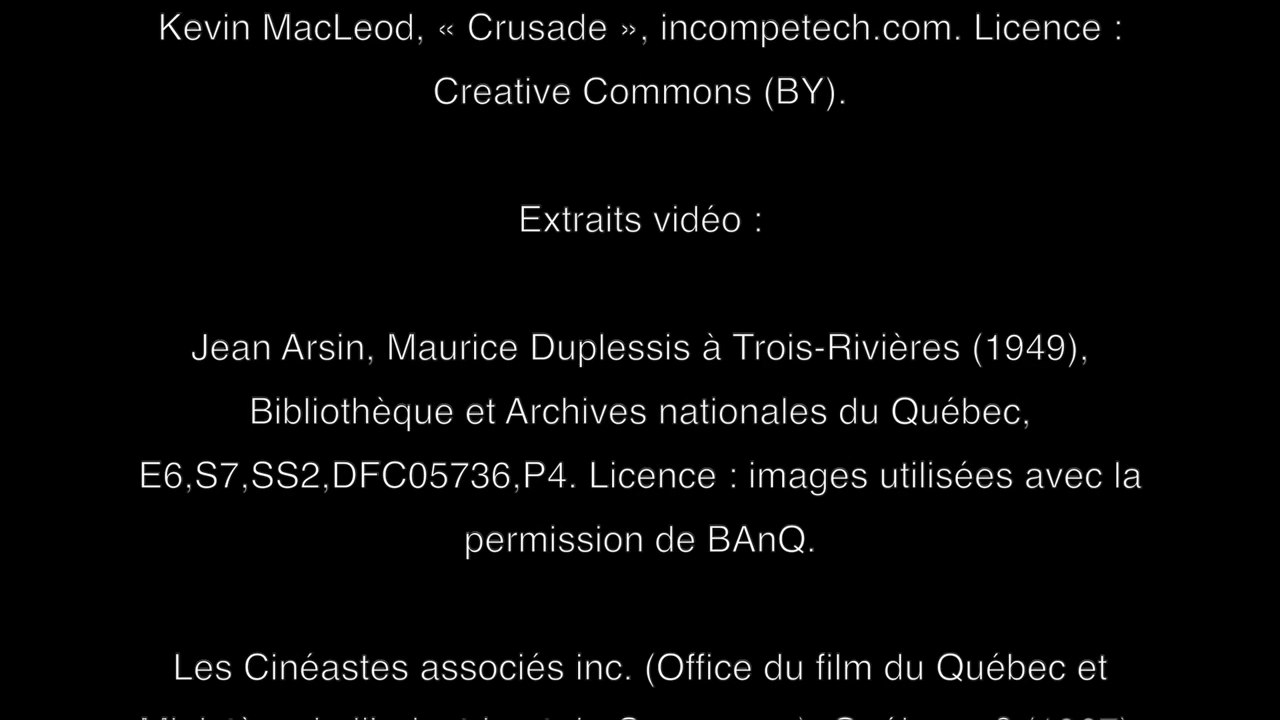 Kevin MacLeod, « Crusade », incompetech.com. Licence :
Creative Commons (BY).
Extraits vidéo :
Jean Arsin, Maurice Duplessis à Trois-Rivières (1949),
Bibliothèque et Archives nationales du Québec,
E6,S7,SS2,DFC05736,P4. Licence : images utilisées avec la
permission de BAnQ.
Les Cinéastes associés inc. (Office du film du Québec et